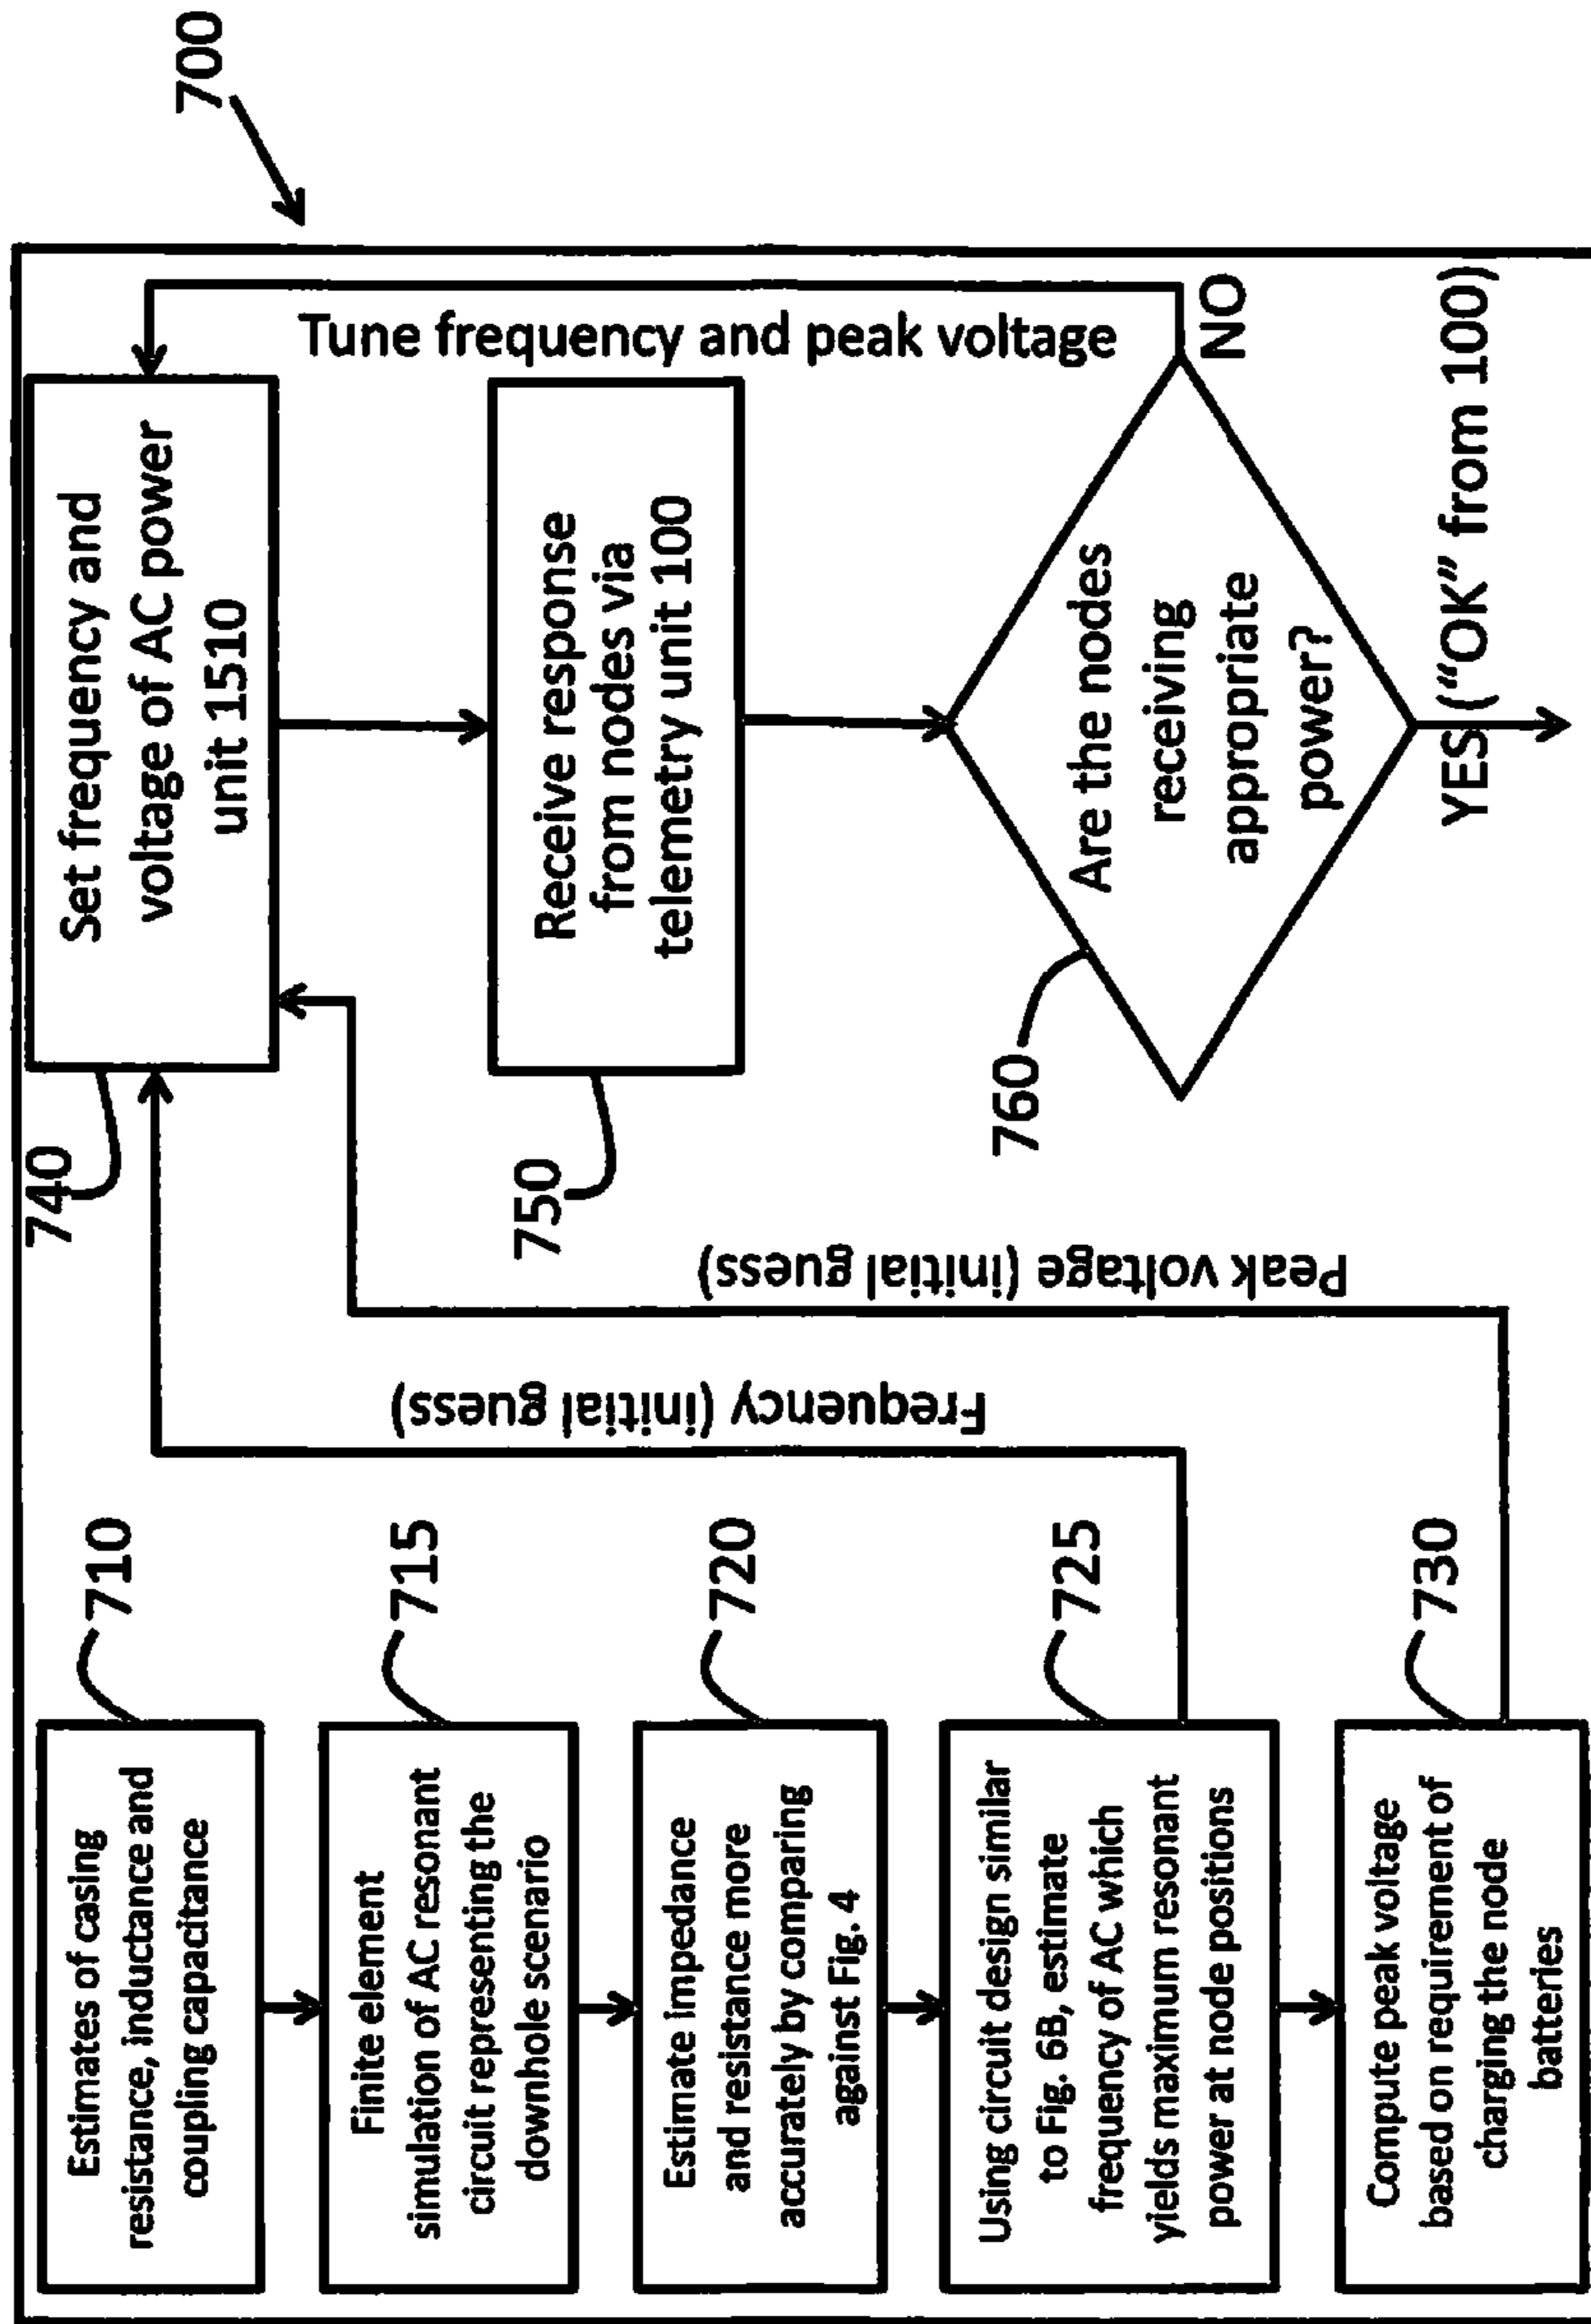 700
710
Estimates of casing
resistance, inductance and
coupling capacitance
715
Finite element
simulation of AC resonant
circuit representing the
downhole scenario
720
Estimate impedance
and resistance more
accurately by comparing
against Fig. 4
725
Using circuit design similar
to Fig. 6B, estimate
frequency of AC which
yields maximum resonant
power at node positions
730
Compute peak voltage
based on requirement of
charging the node
batteries
Frequency (initial guess)
Peak voltage (initial guess)
740
Set frequency and
voltage of AC power
unit 1510
750
Receive response
from nodes via
telemetry unit 100
760
Are the nodes
receiving
appropriate
power?
Tune frequency and peak voltage
NO
YES ("OK" from 100)